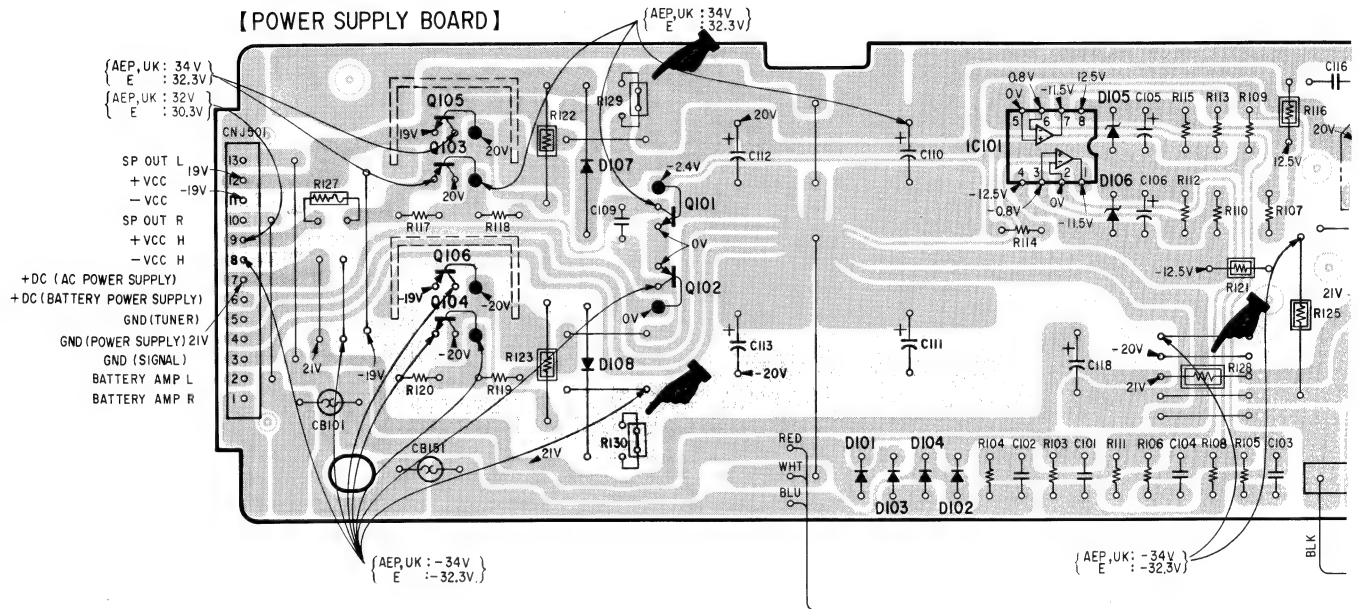 【POWER SUPPLY BOARD】
{AEP,UK : 34V
E : 32.3V}
{AEP,UK : 34V
E : 32.3V}
{AEP,UK : 32V
E : 30.3V}
CNJ501
SP OUT L 13
+VCC 12
−VCC 11
SP OUT R 10
+VCC H 9
−VCC H 8
+DC (AC POWER SUPPLY) 7
+DC (BATTERY POWER SUPPLY) 6
GND (TUNER) 5
GND (POWER SUPPLY) 21V 4
GND (SIGNAL) 3
BATTERY AMP L 2
BATTERY AMP R 1
19V
−19V
R127
Q105
19V
20V
Q103
20V
R117
R118
Q106
−19V
−20V
Q104
−20V
R120
R119
21V
−19V
CB101
CB151
R122
R129
D107
C109
R123
D108
R130
21V
−2.4V
Q101
0V
Q102
0V
20V
C112
C113
−20V
C110
C111
0.8V
−11.5V
12.5V
0V
5 6 7 8
IC101
4 3 2 1
−12.5V
−0.8V
0V
−11.5V
R114
D105
C105
R115
R113
R109
D106
C106
R112
R110
R107
R116
12.5V
C116
20V
−12.5V
R121
R125
21V
C118
−20V
21V
R128
RED
WHT
BLU
D101
D104
D103
D102
R104
C102
R103
C101
R111
R106
C104
R108
R105
C103
BLK
{AEP,UK : −34V
E : −32.3V}
{AEP,UK : −34V
E : −32.3V}